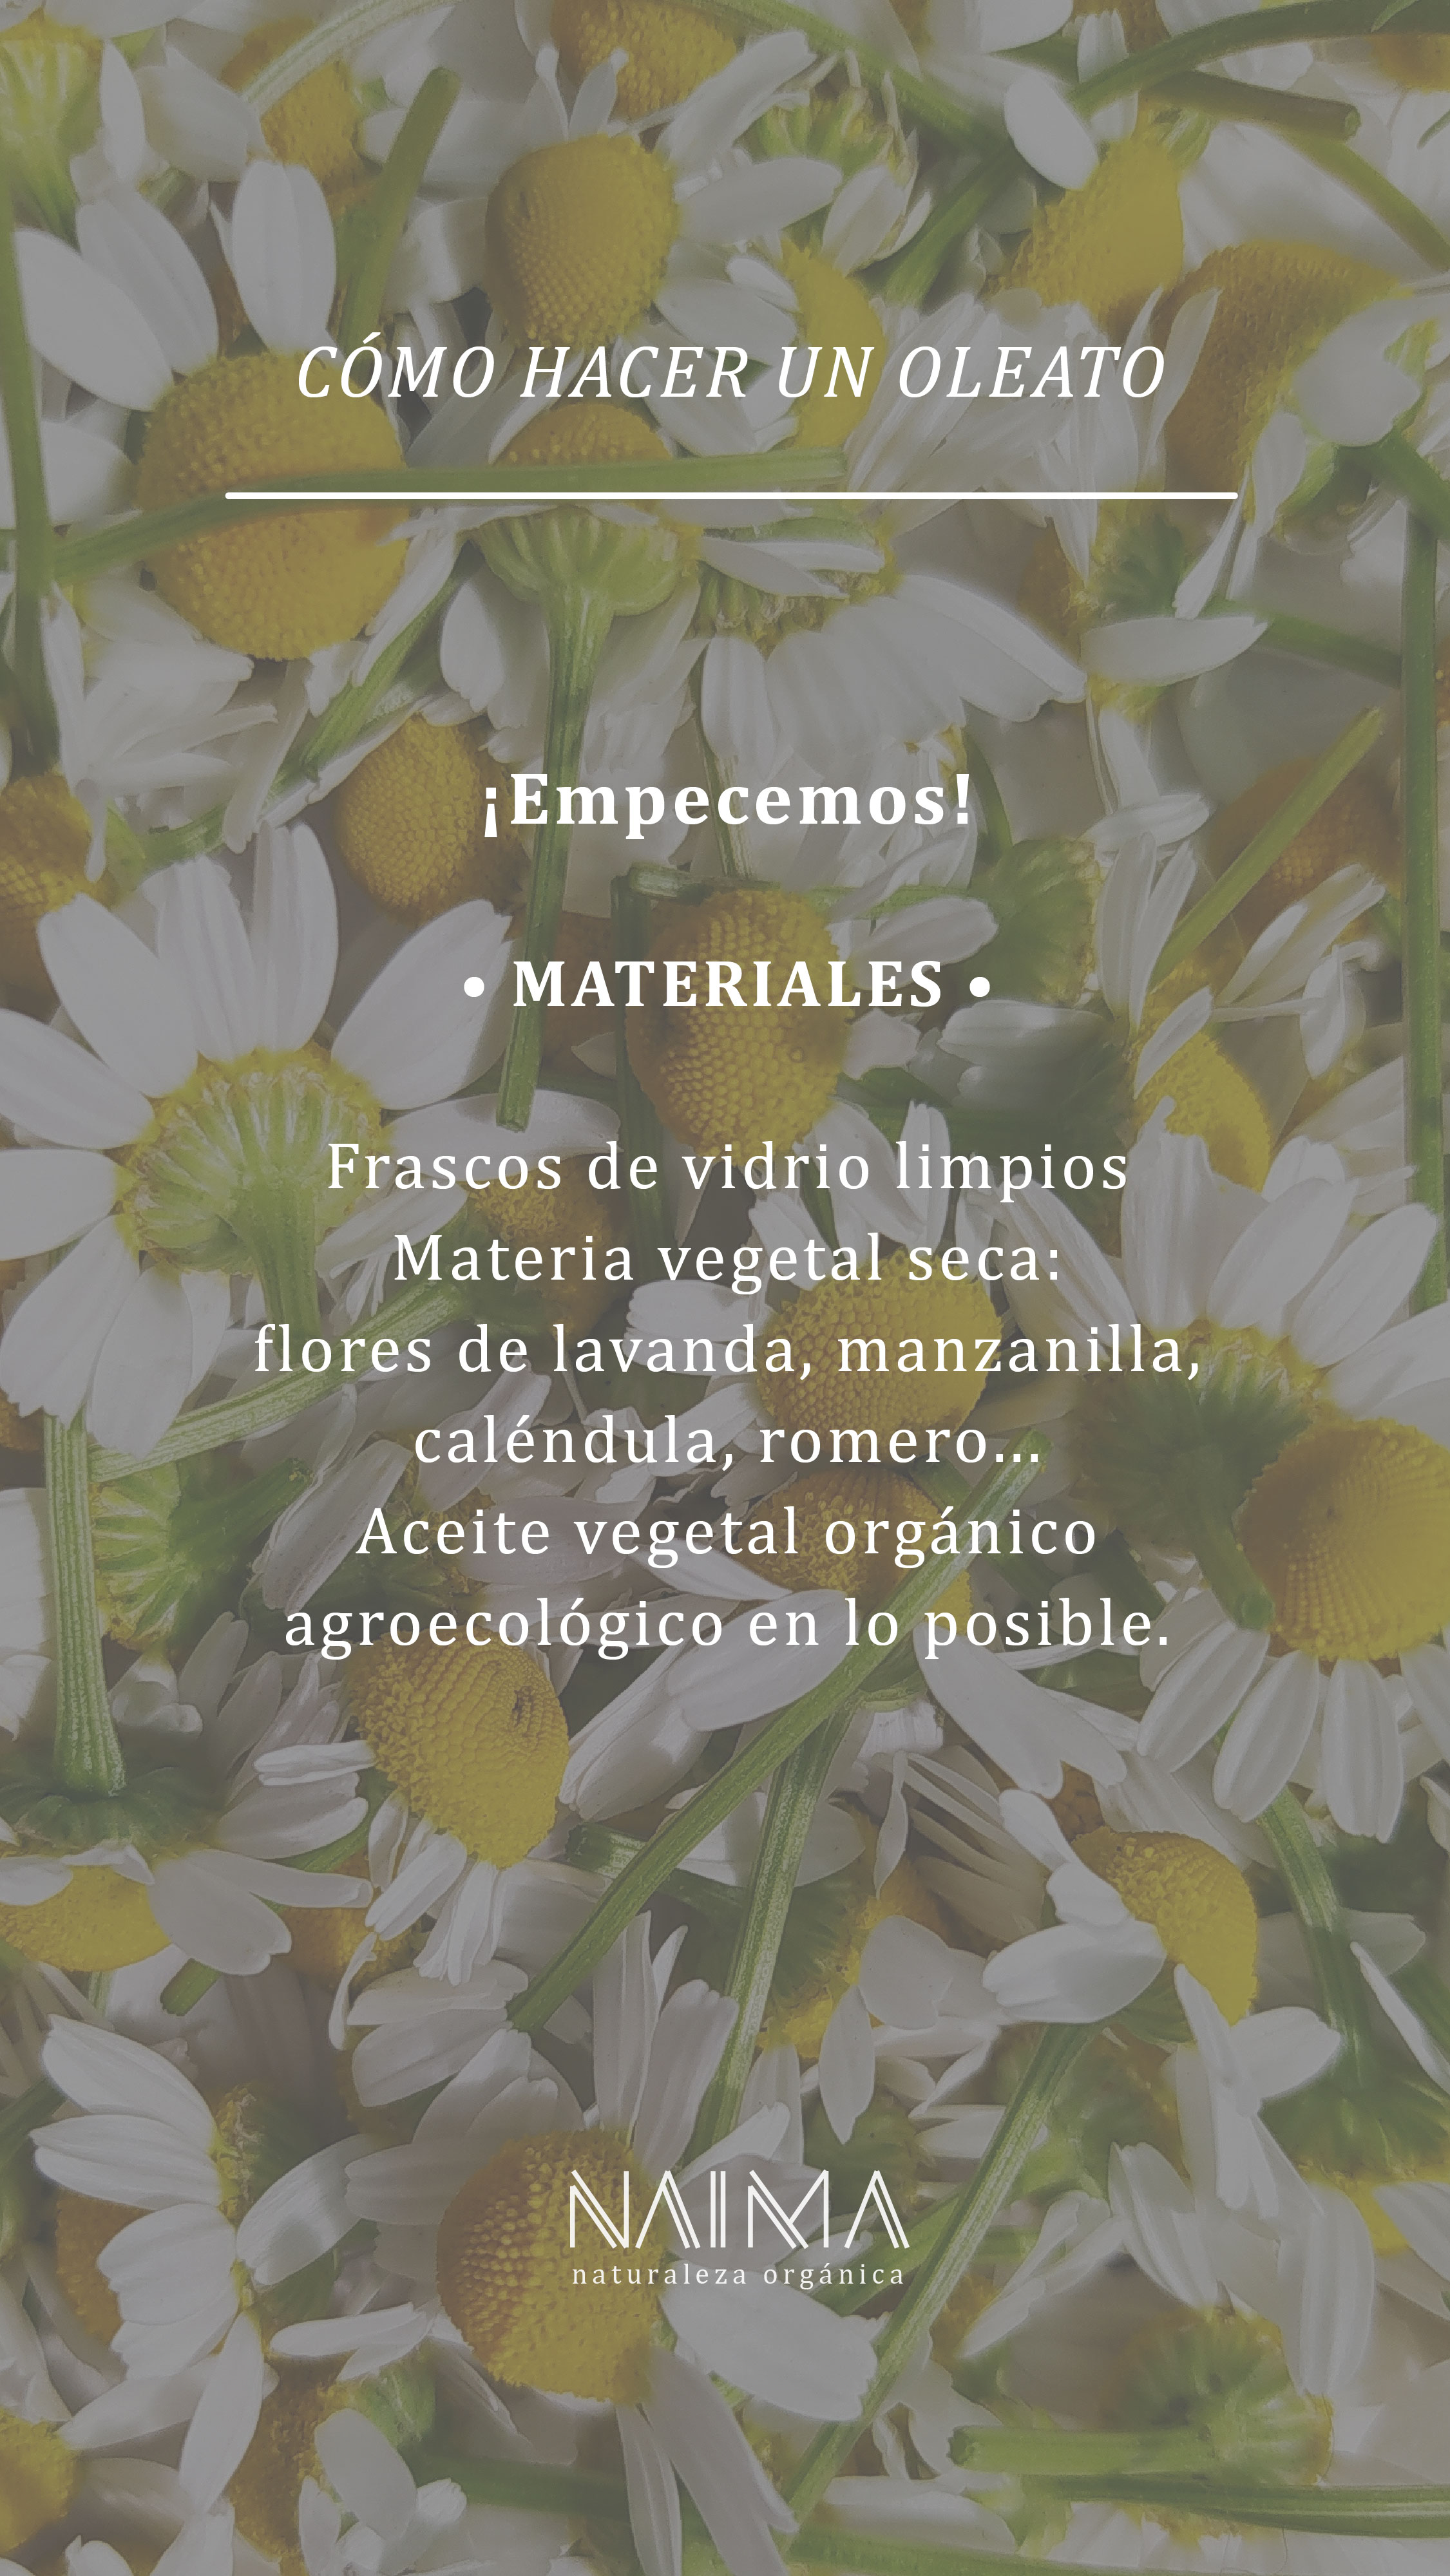 CÓMO HACER UN OLEATO
¡Empecemos!
• MATERIALES •
Frascos de vidrio limpios
Materia vegetal seca:
flores de lavanda, manzanilla,
caléndula, romero...
Aceite vegetal orgánico
agroecológico en lo posible.
NAIMA
naturaleza orgánica